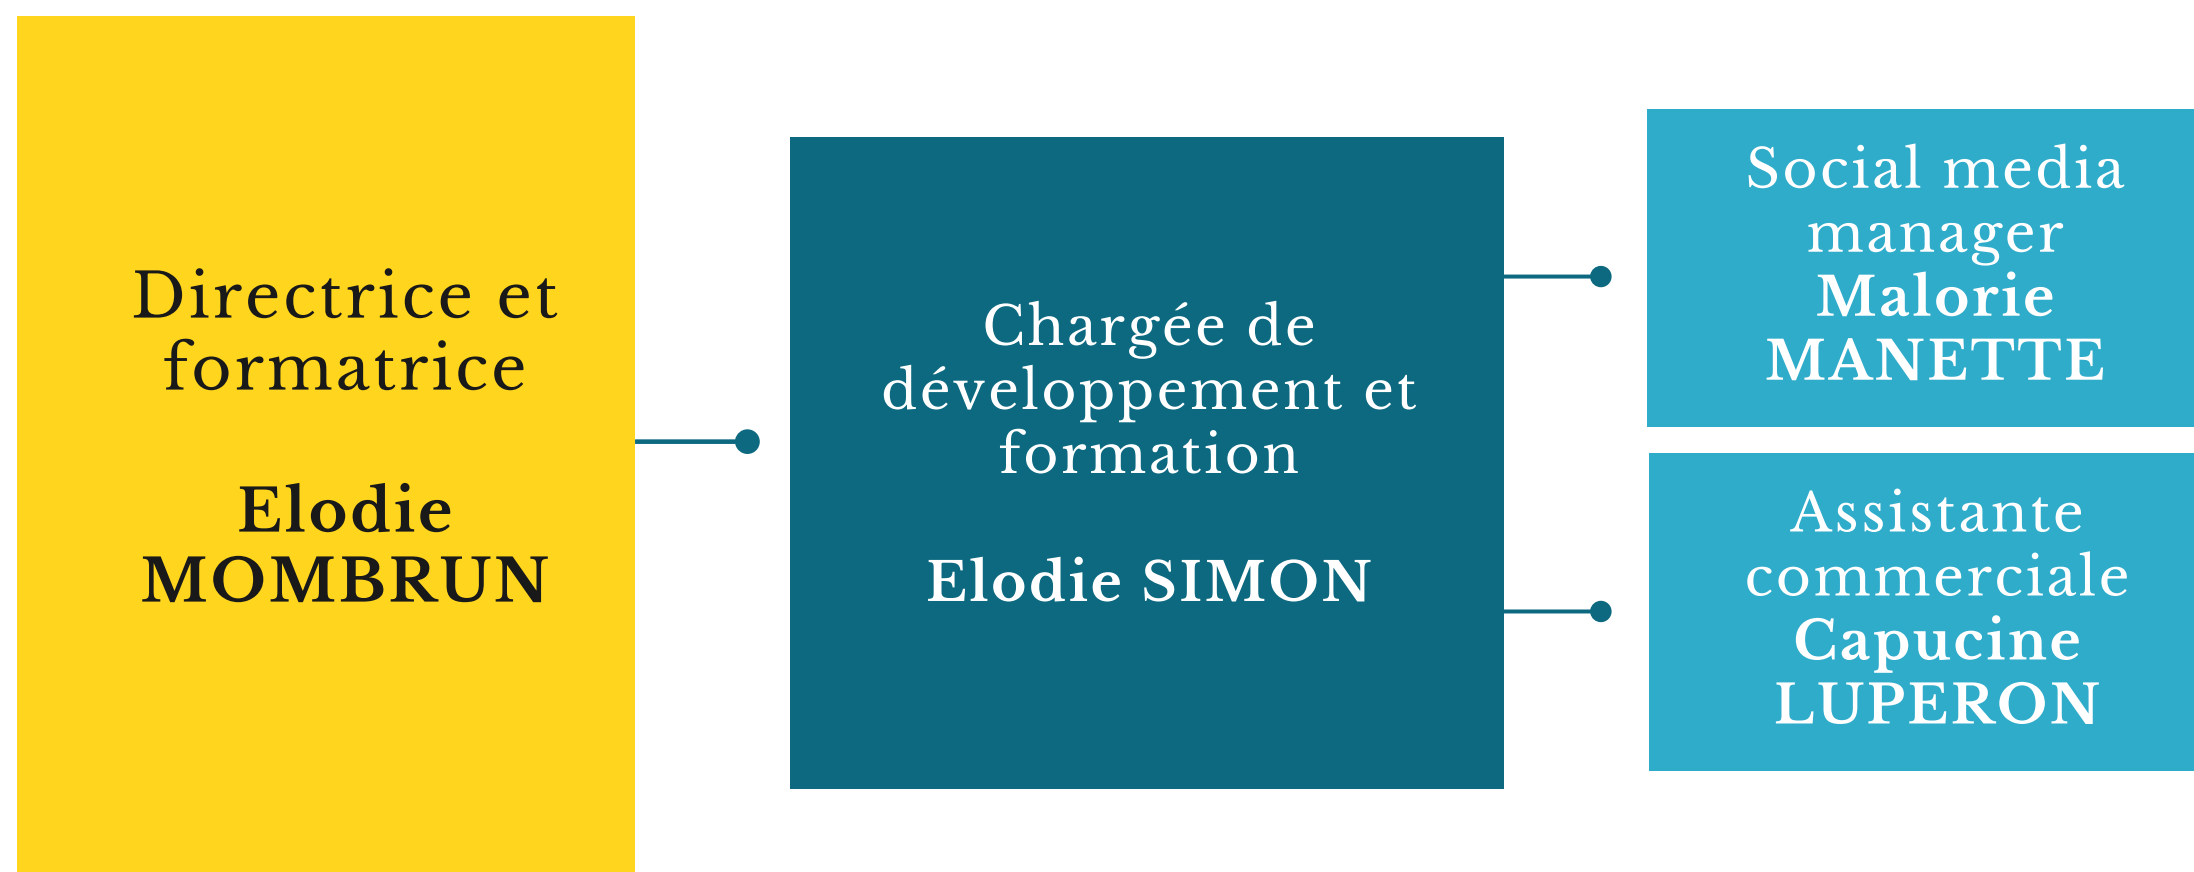 Directrice et
formatrice
Elodie
MOMBRUN
Chargée de
développement et
formation
Elodie SIMON
Social media
manager
Malorie
MANETTE
Assistante
commerciale
Capucine
LUPERON